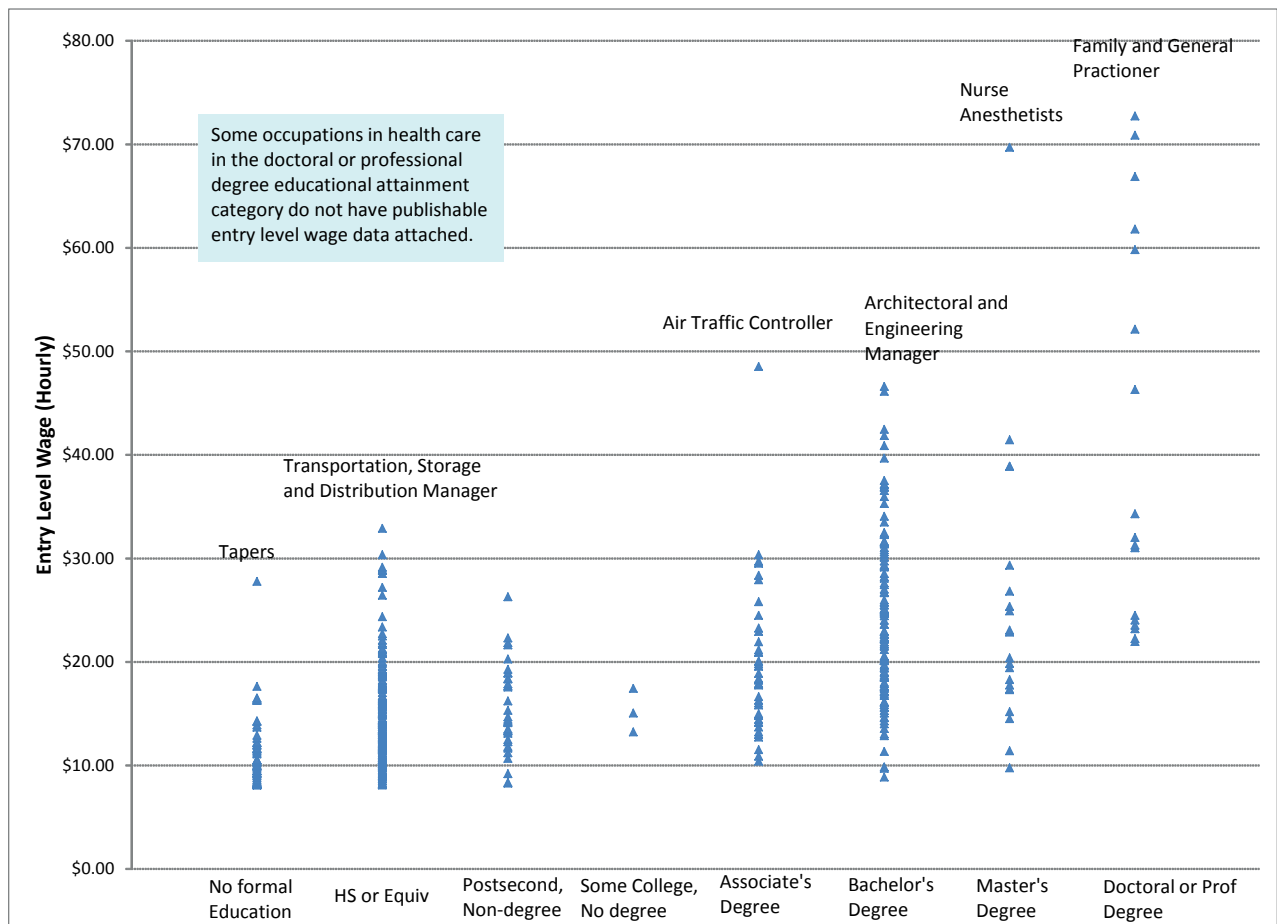 $80.00
$70.00
$60.00
$50.00
$40.00
$30.00
$20.00
$10.00
$0.00
Entry Level Wage (Hourly)
Some occupations in health care
in the doctoral or professional
degree educational attainment
category do not have publishable
entry level wage data attached.
Tapers
Transportation, Storage
and Distribution Manager
Air Traffic Controller
Architectoral and
Engineering
Manager
Nurse
Anesthetists
Family and General
Practioner
No formal
Education
HS or Equiv
Postsecond,
Non-degree
Some College,
No degree
Associate's
Degree
Bachelor's
Degree
Master's
Degree
Doctoral or Prof
Degree